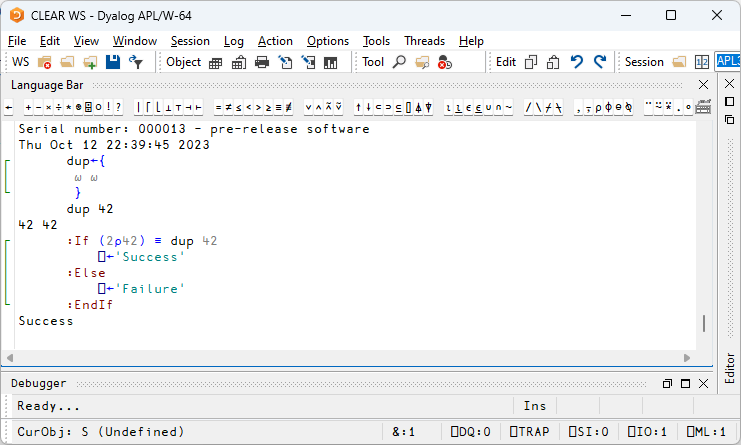 CLEAR WS - Dyalog APL/W-64
File Edit View Window Session Log Action Options Tools Threads Help
WS Object Tool Edit Session APL3
Language Bar
← + - × ÷ * ⍟ ⌹ ○ ! ? | ⌈ ⌊ ⊥ ⊤ ⊣ ⊢ = ≠ ≤ < > ≥ ≡ ≢ ∨ ∧ ⍲ ⍱ ↑ ↓ ⊂ ⊃ ⊆ ⌷ ⍋ ⍒ ⍳ ⍸ ∊ ⍷ ∪ ∩ ~ / \ ⌿ ⍀ , ⍪ ⍴ ⌽ ⊖ ⍉ ¨ ⍨ ⍣ . ∘
Serial number: 000013 - pre-release software
Thu Oct 12 22:39:45 2023
dup←{
⍵ ⍵
}
dup 42
42 42
:If (2⍴42) ≡ dup 42
⎕←'Success'
:Else
⎕←'Failure'
:EndIf
Success
Editor
Debugger
Ready... Ins
CurObj: S (Undefined) &:1 ⎕DQ:0 ⎕TRAP ⎕SI:0 ⎕IO:1 ⎕ML:1